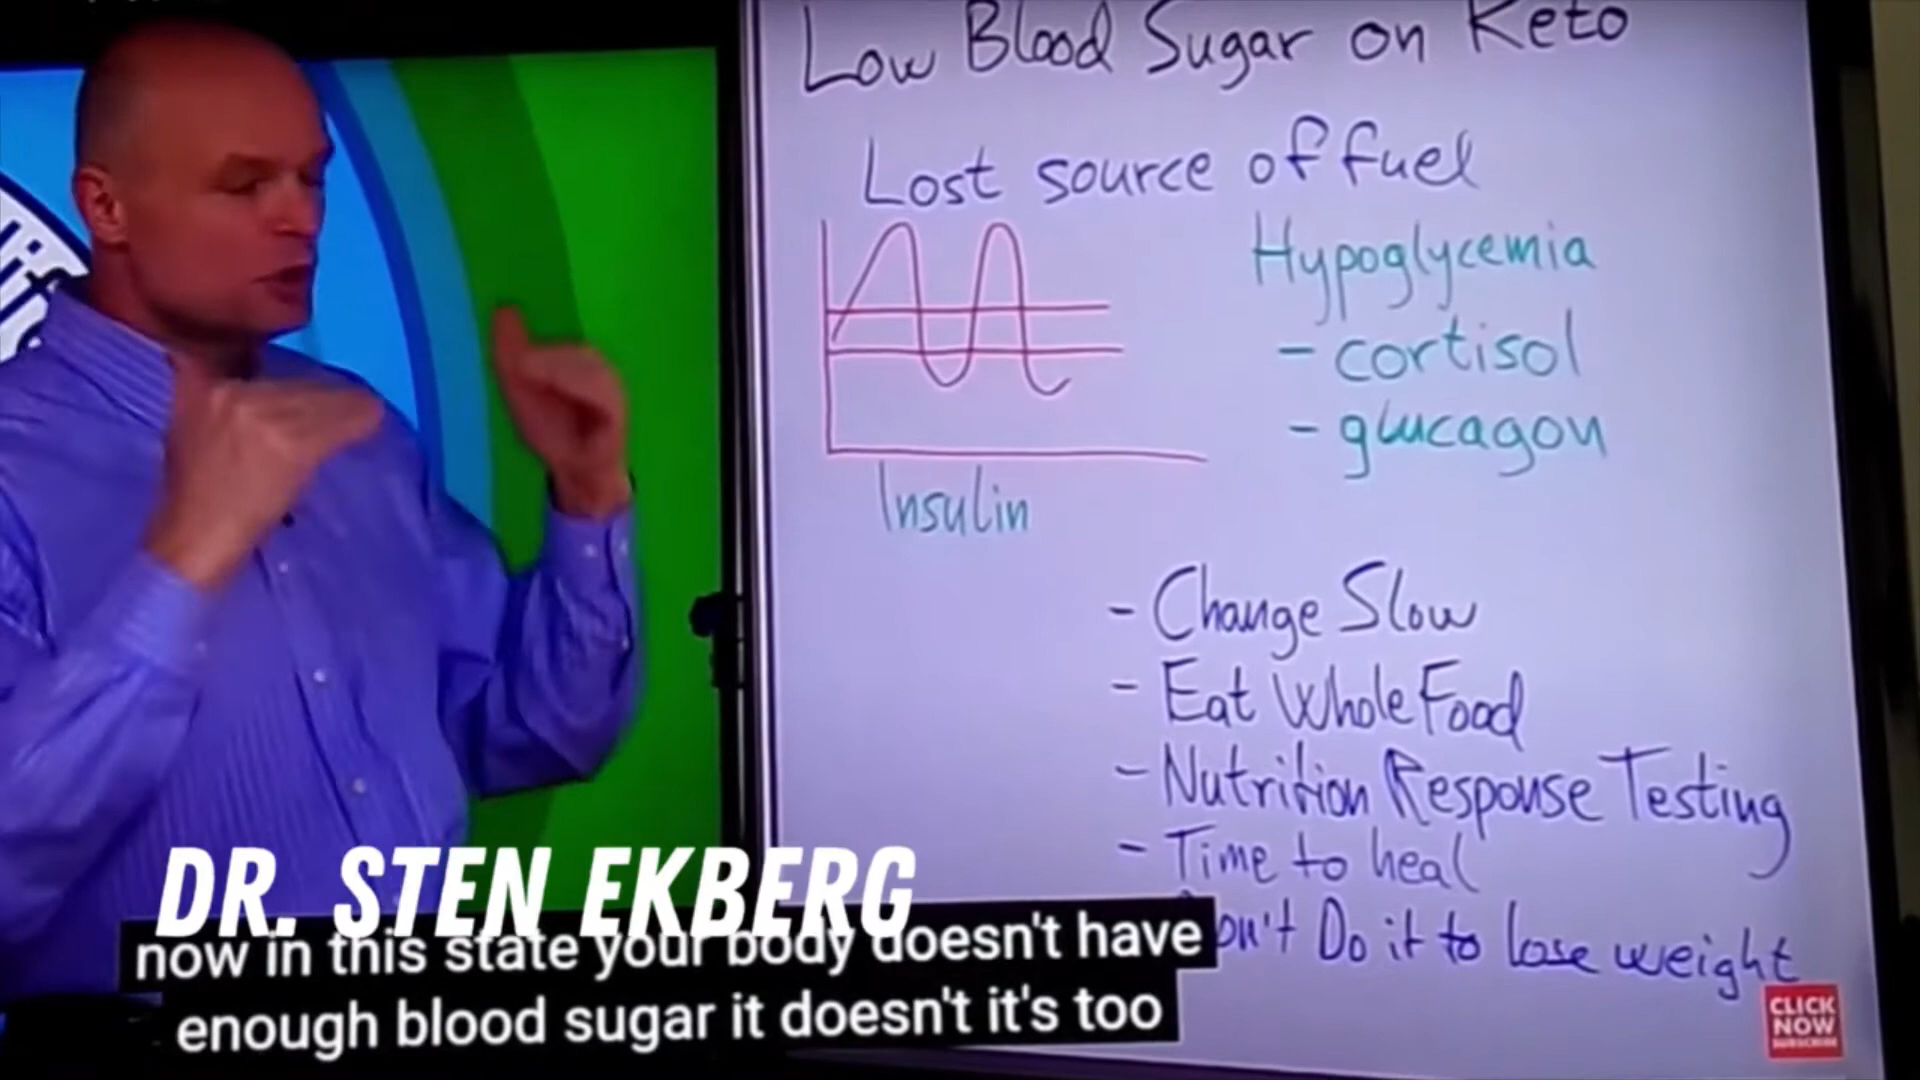 Low Blood Sugar on Keto
Lost source of fuel
Hypoglycemia
- cortisol
- glucagon
Insulin
- Change Slow
- Eat Whole Food
- Nutrition Response Testing
- Time to heal
Don't Do it to lose weight
DR. STEN EKBERG
now in this state your body doesn't have
enough blood sugar it doesn't it's too
CLICK
NOW
SUBSCRIBE